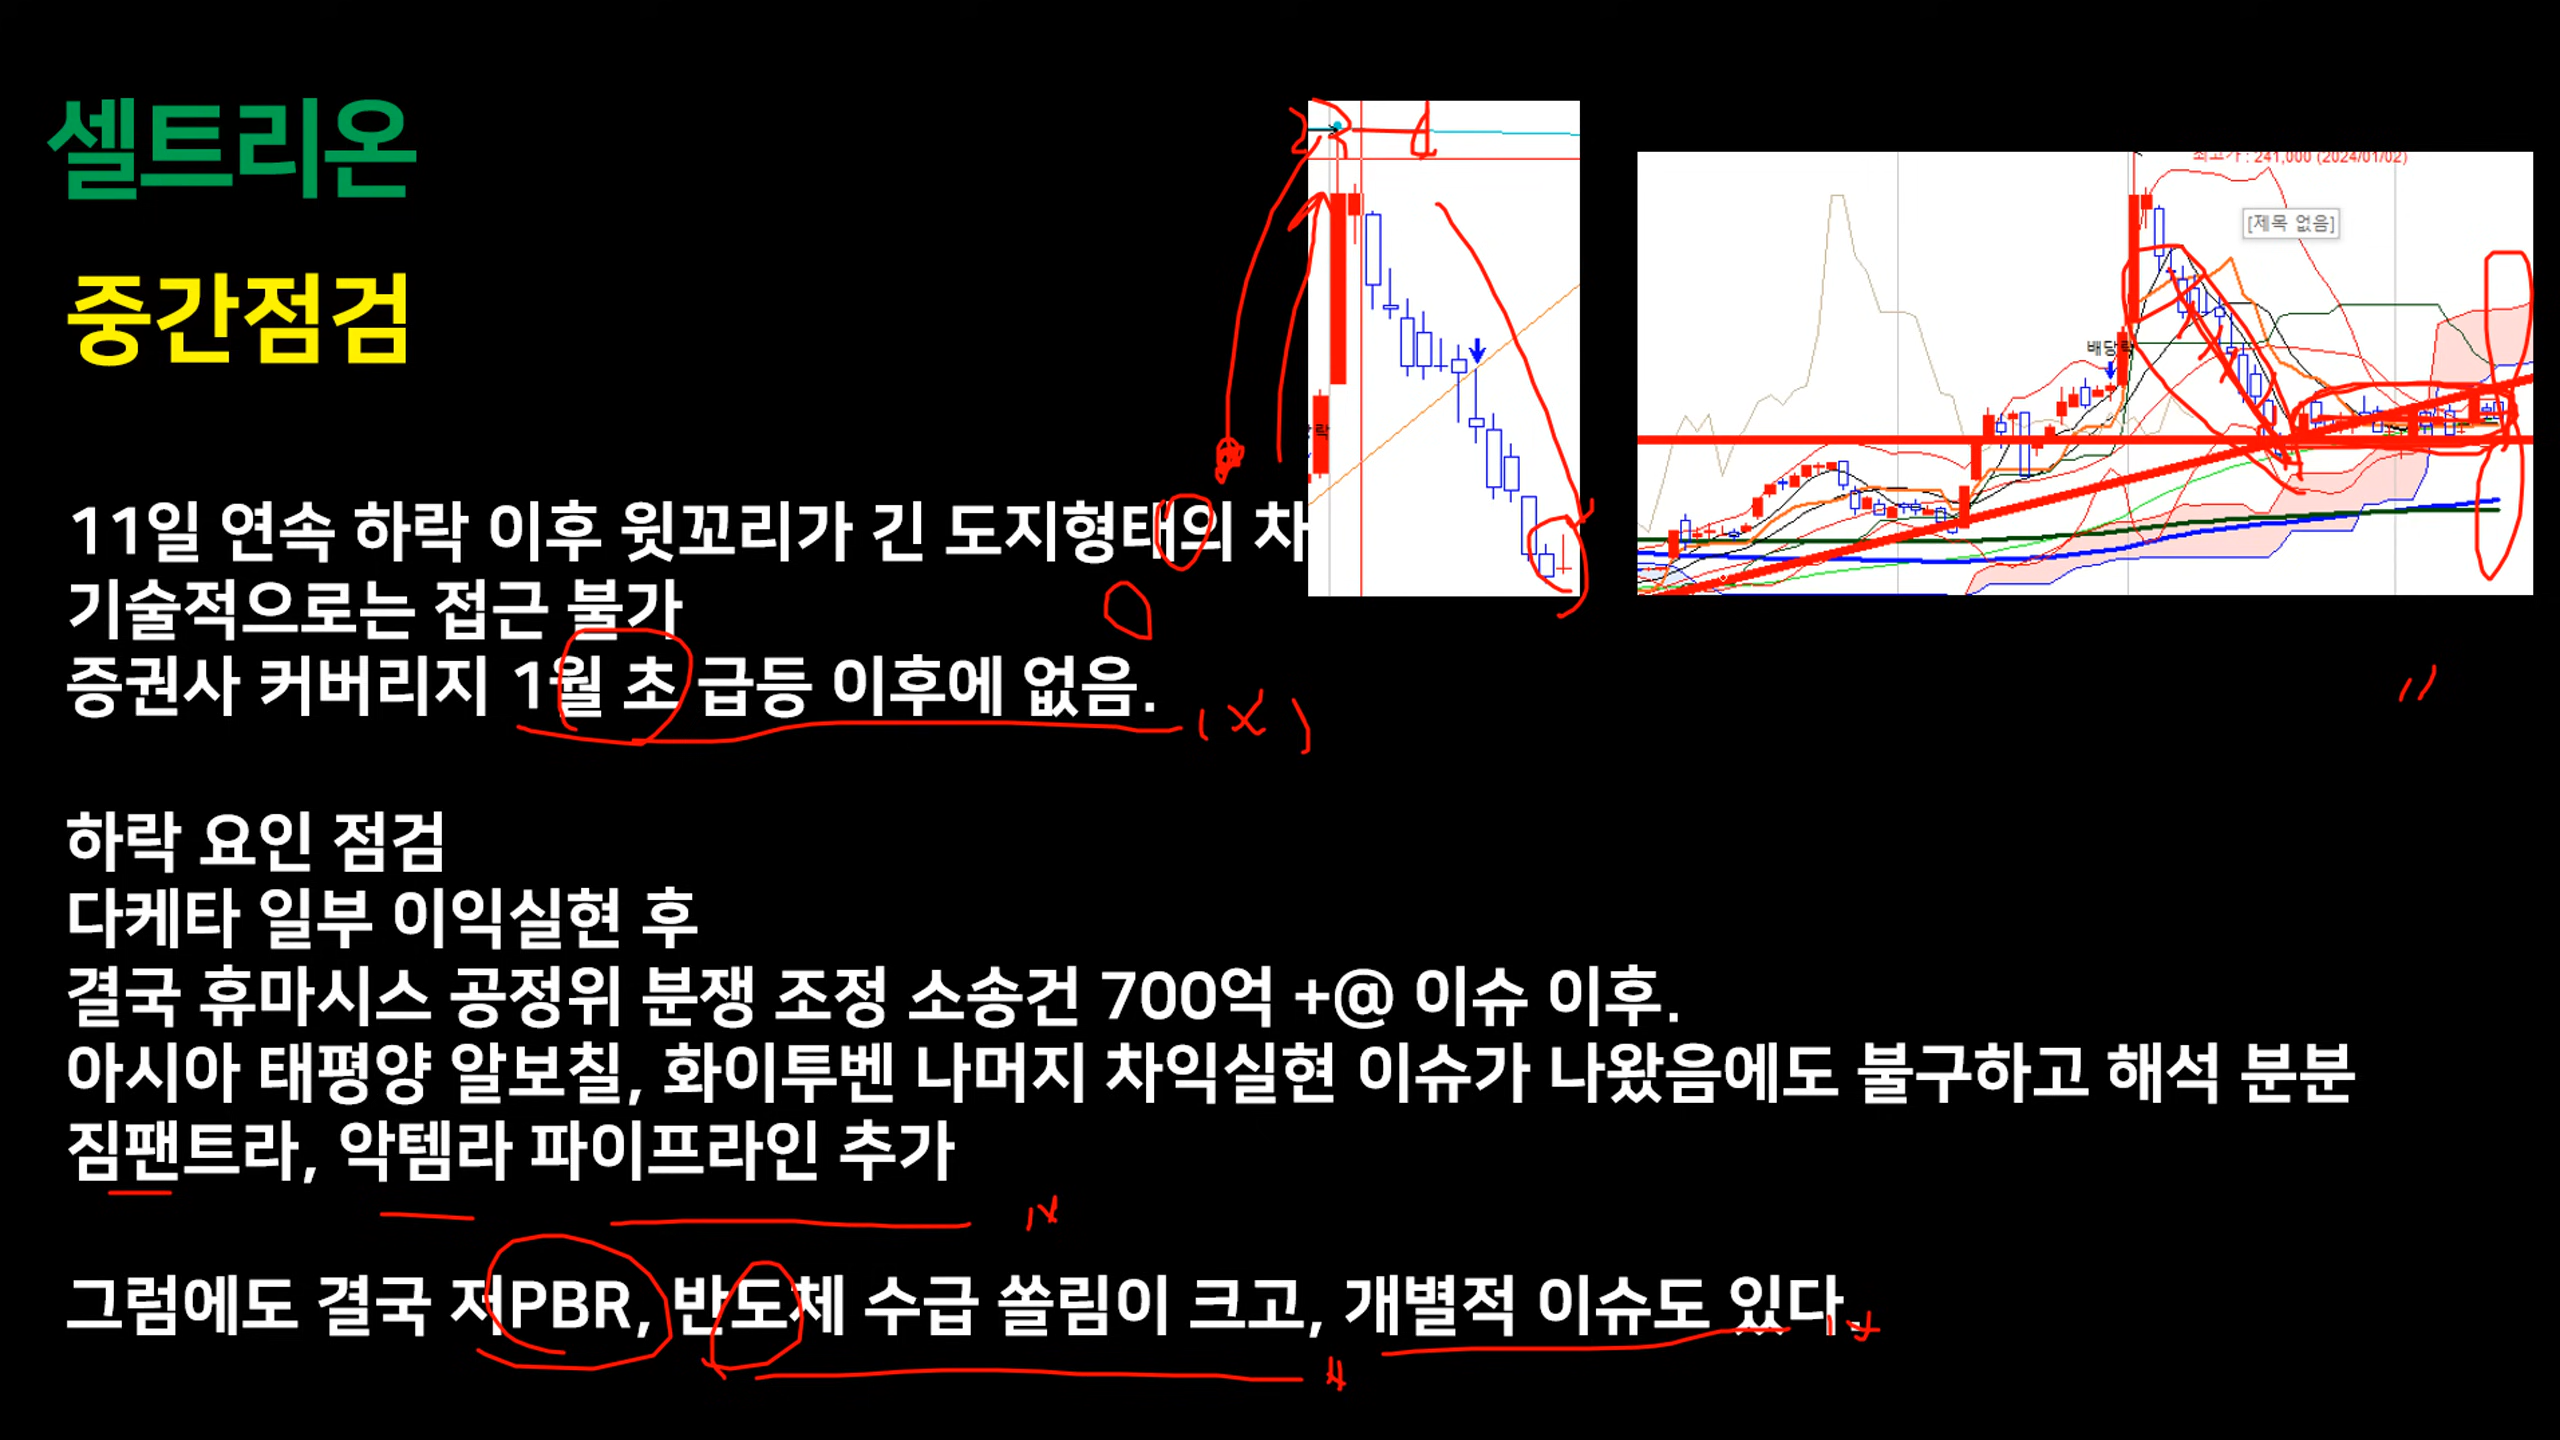 셀트리온
중간점검
최고가 : 241,000 (2024/01/02)
[제목 없음]
배당락
11일 연속 하락 이후 윗꼬리가 긴 도지형태의 차
기술적으로는 접근 불가
증권사 커버리지 1월 초 급등 이후에 없음.
하락 요인 점검
다케타 일부 이익실현 후
결국 휴마시스 공정위 분쟁 조정 소송건 700억 +@ 이슈 이후.
아시아 태평양 알보칠, 화이투벤 나머지 차익실현 이슈가 나왔음에도 불구하고 해석 분분
짐팬트라, 악템라 파이프라인 추가
그럼에도 결국 저PBR, 반도체 수급 쏠림이 크고, 개별적 이슈도 있다.